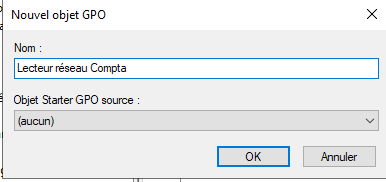 Nouvel objet GPO
Nom :
Lecteur réseau Compta
Objet Starter GPO source :
(aucun)
OK
Annuler